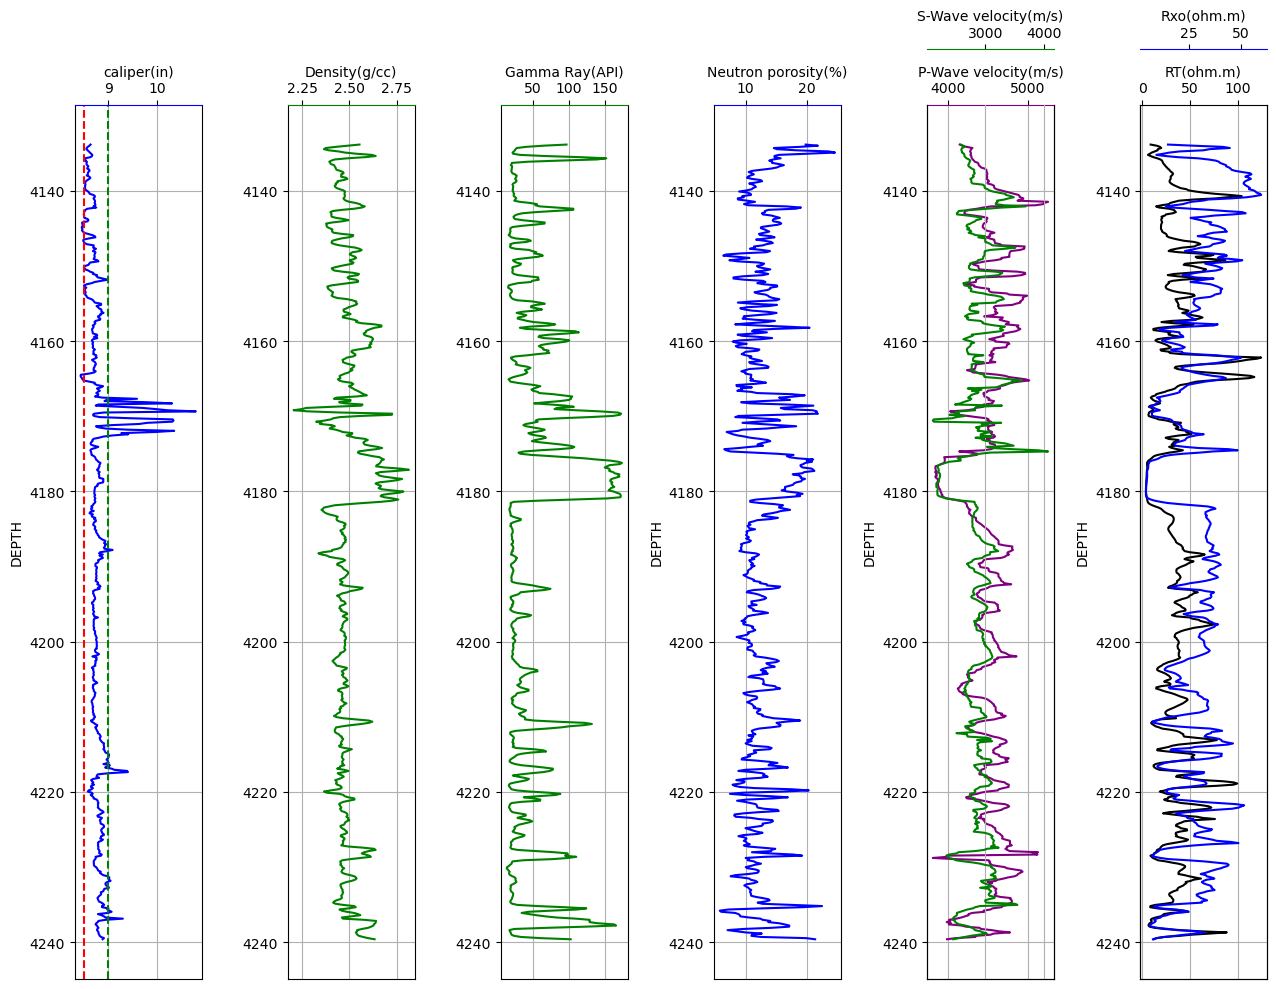 S-Wave velocity(m/s)
3000 4000
Rxo(ohm.m)
25 50
caliper(in)
9 10
Density(g/cc)
2.25 2.50 2.75
Gamma Ray(API)
50 100 150
Neutron porosity(%)
10 20
P-Wave velocity(m/s)
4000 5000
RT(ohm.m)
0 50 100
4140 4140 4140 4140 4140 4140
4160 4160 4160 4160 4160 4160
4180 4180 4180 4180 4180 4180
4200 4200 4200 4200 4200 4200
4220 4220 4220 4220 4220 4220
4240 4240 4240 4240 4240 4240
DEPTH
DEPTH
DEPTH
DEPTH